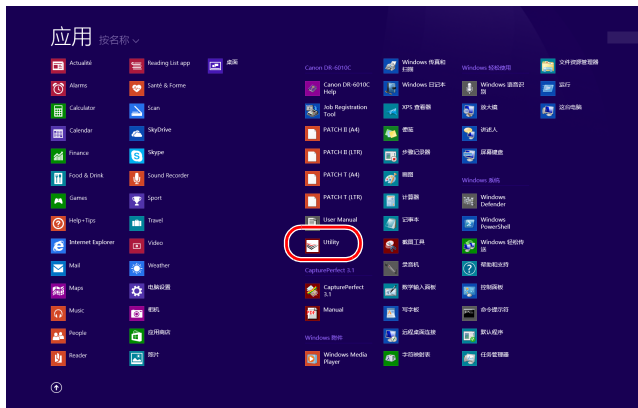 应用 按名称
Actualité
Alarms
Calculator
Calendar
Finance
Food & Drink
Games
Help+Tips
Internet Explorer
Mail
Maps
Music
People
Reader
Reading List app
Santé & Forme
Scan
SkyDrive
Skype
Sound Recorder
Sport
Travel
Video
Weather
电脑设置
相机
应用商店
照片
桌面
Canon DR-6010C
Canon DR-6010C
Help
Job Registration
Tool
PATCH II (A4)
PATCH II (LTR)
PATCH T (A4)
PATCH T (LTR)
User Manual
Utility
CapturePerfect 3.1
CapturePerfect
3.1
Manual
Windows 附件
Windows Media
Player
Windows 传真和
扫描
Windows 日记本
XPS 查看器
便笺
步骤记录器
画图
计算器
记事本
截图工具
录音机
数学输入面板
写字板
远程桌面连接
字符映射表
Windows 轻松使用
Windows 语音识
别
放大镜
讲述人
屏幕键盘
Windows 系统
Windows
Defender
Windows
PowerShell
Windows 轻松传
送
帮助和支持
控制面板
命令提示符
默认程序
任务管理器
文件资源管理器
运行
这台电脑